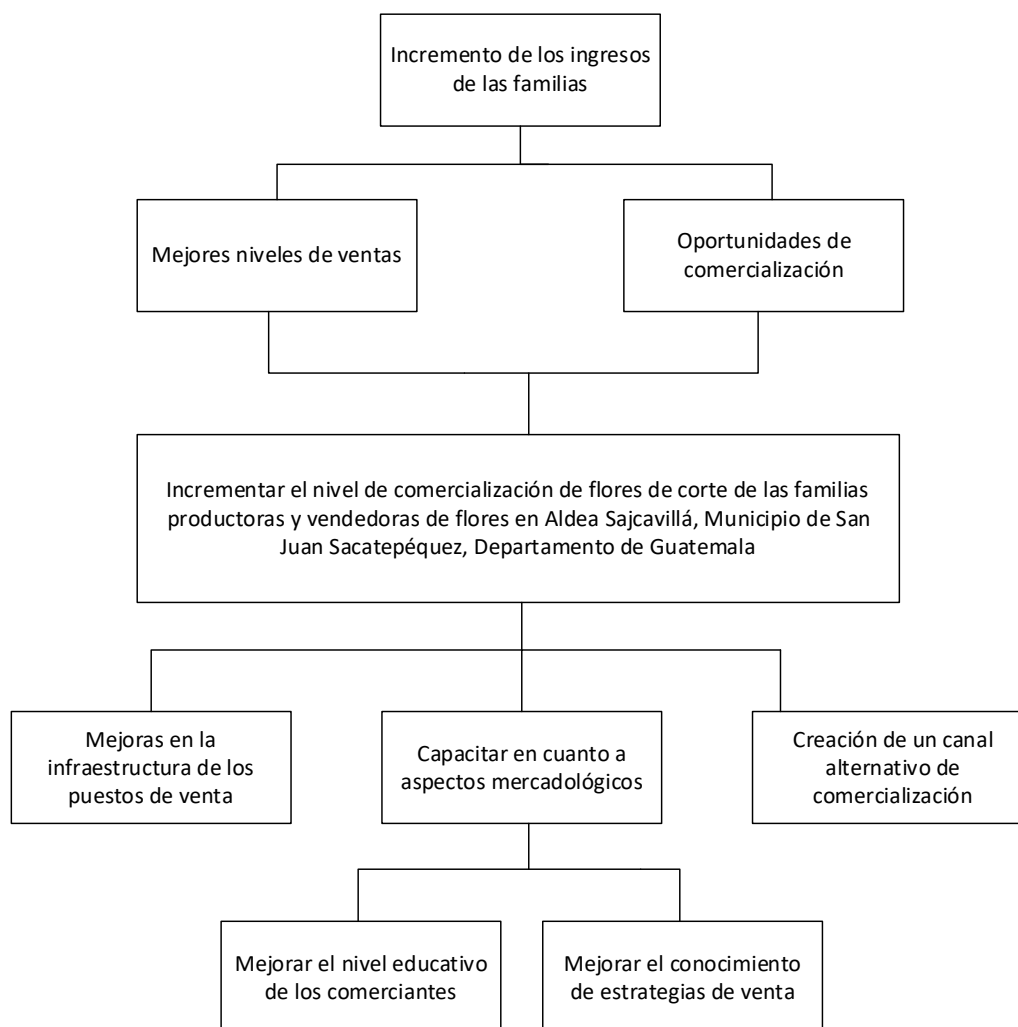 Incremento de los ingresos
de las familias
Mejores niveles de ventas
Oportunidades de
comercialización
Incrementar el nivel de comercialización de flores de corte de las familias
productoras y vendedoras de flores en Aldea Sajcavillá, Municipio de San
Juan Sacatepéquez, Departamento de Guatemala
Mejoras en la
infraestructura de los
puestos de venta
Capacitar en cuanto a
aspectos mercadológicos
Creación de un canal
alternativo de
comercialización
Mejorar el nivel educativo
de los comerciantes
Mejorar el conocimiento
de estrategias de venta